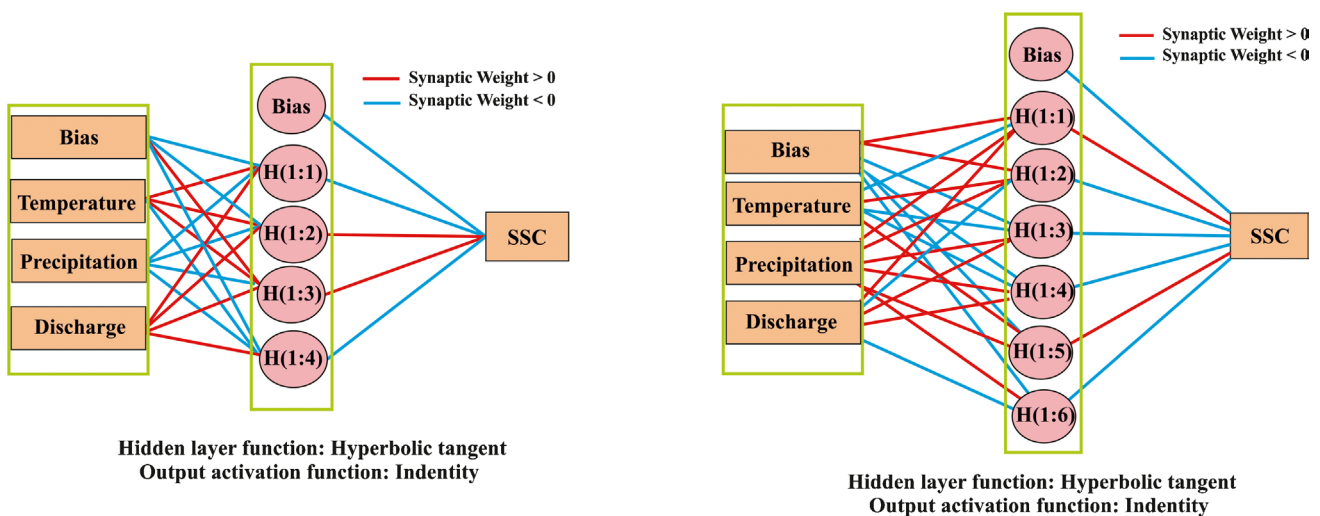 Synaptic Weight > 0
Synaptic Weight < 0
Bias
Temperature
Precipitation
Discharge
Bias
H(1:1)
H(1:2)
H(1:3)
H(1:4)
SSC
Hidden layer function: Hyperbolic tangent
Output activation function: Indentity
Synaptic Weight > 0
Synaptic Weight < 0
Bias
Temperature
Precipitation
Discharge
Bias
H(1:1)
H(1:2)
H(1:3)
H(1:4)
H(1:5)
H(1:6)
SSC
Hidden layer function: Hyperbolic tangent
Output activation function: Indentity